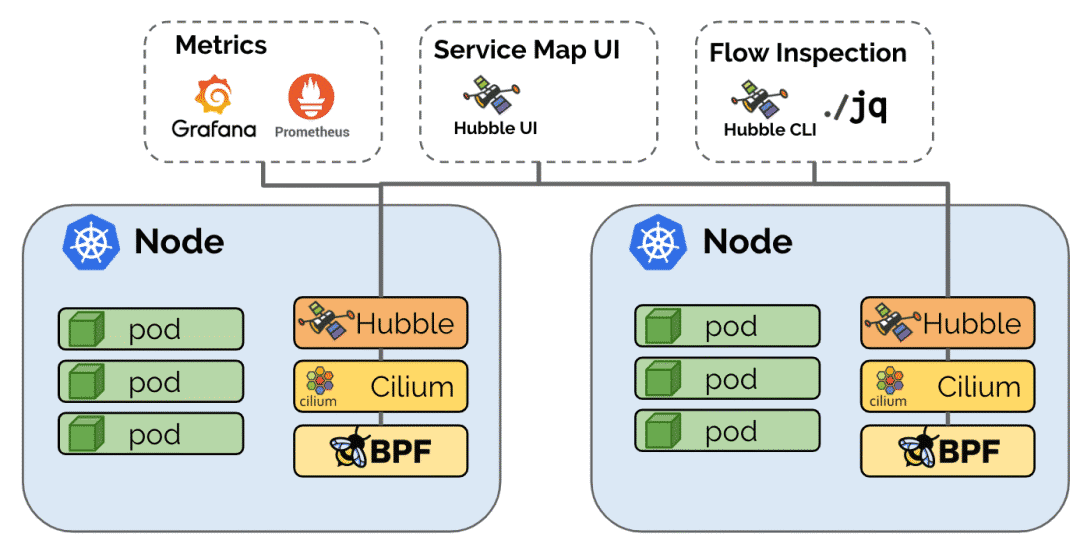 Metrics
Grafana
Prometheus
Service Map UI
Hubble UI
Flow Inspection
Hubble CLI
./jq
Node
pod
pod
pod
Hubble
cilium
Cilium
BPF
Node
pod
pod
pod
Hubble
cilium
Cilium
BPF